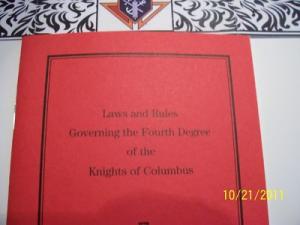 Laws and Rules
Governing the Fourth Degree
of the
Knights of Columbus
10/21/2011